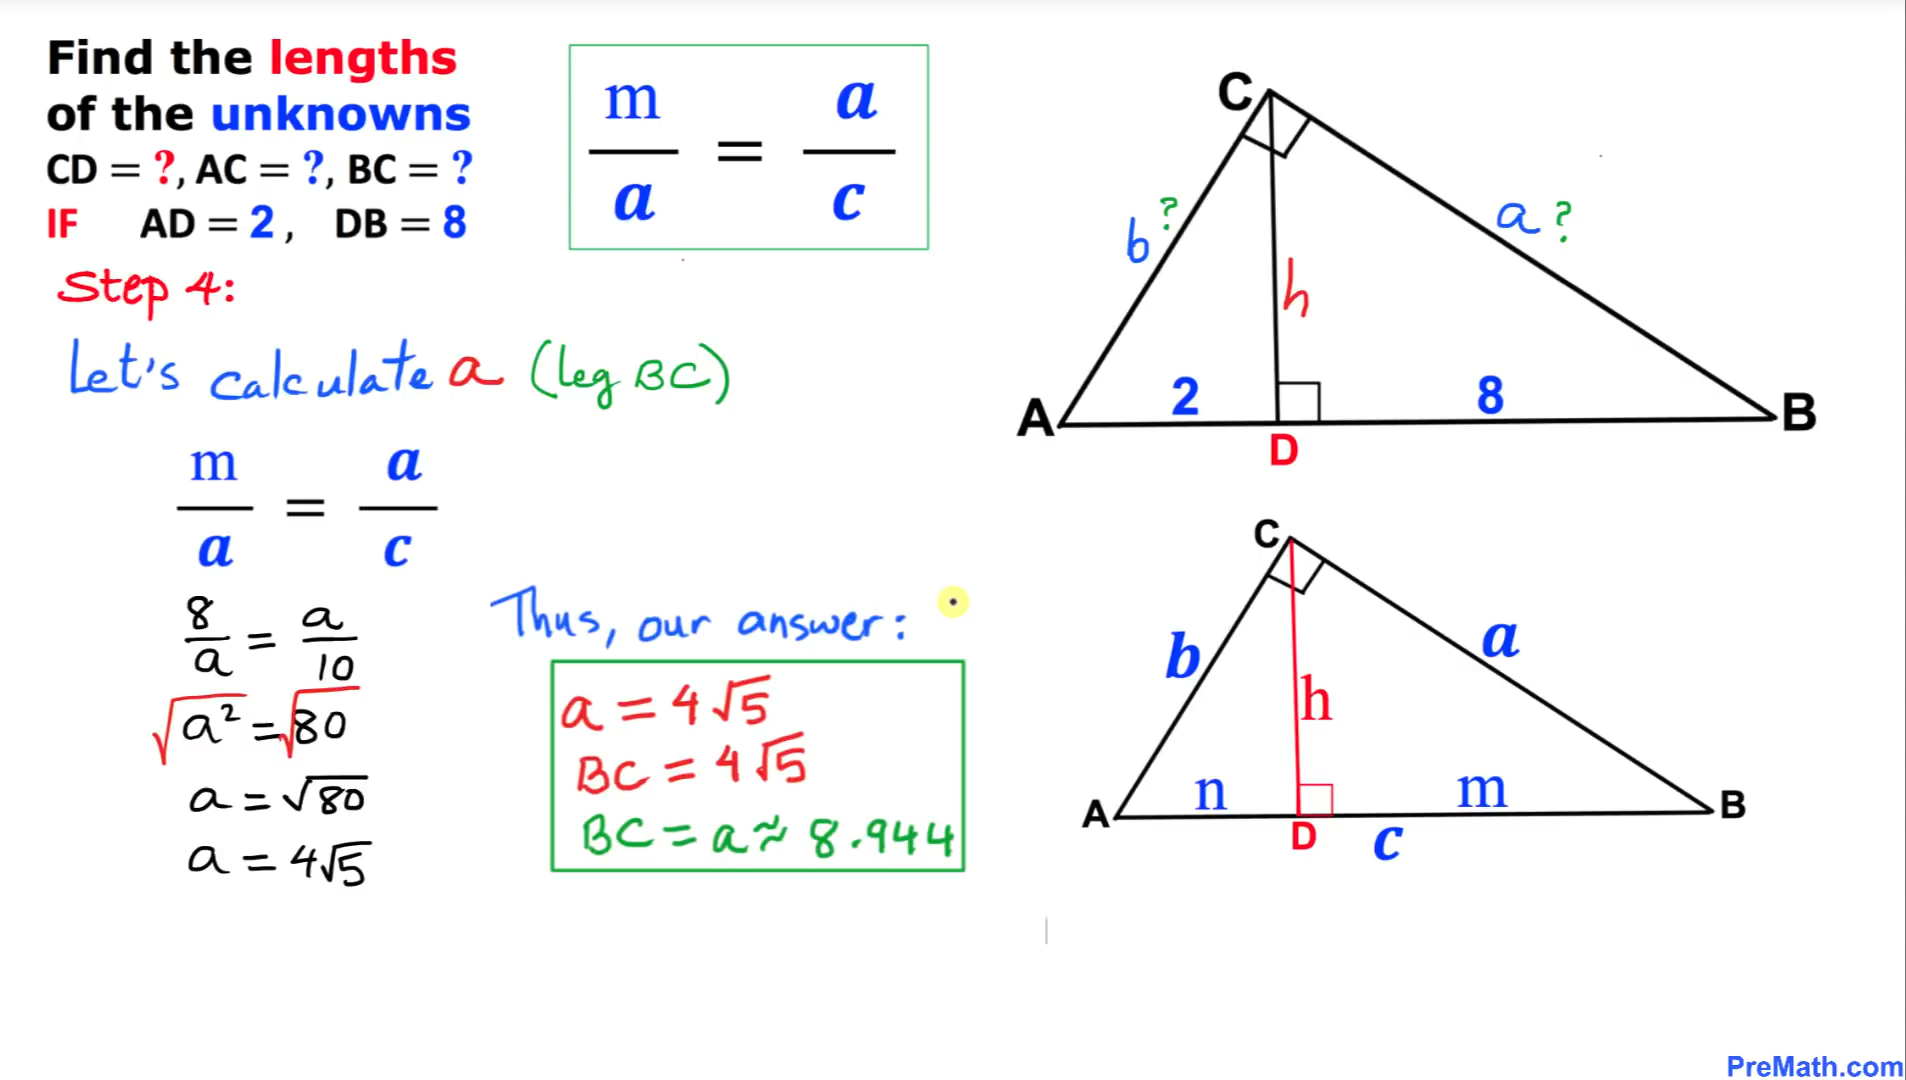 Find the lengths
of the unknowns
CD = ?, AC = ?, BC = ?
IF AD = 2 , DB = 8
m/a = a/c
Step 4:
Let's calculate a (leg BC)
m/a = a/c
8/a = a/10
√a² = √80
a = √80
a = 4√5
Thus, our answer:
a = 4√5
BC = 4√5
BC = a ≈ 8.944
C
b ?
a ?
h
2
8
A
B
D
C
b
a
h
n
m
A
B
D
c
PreMath.com